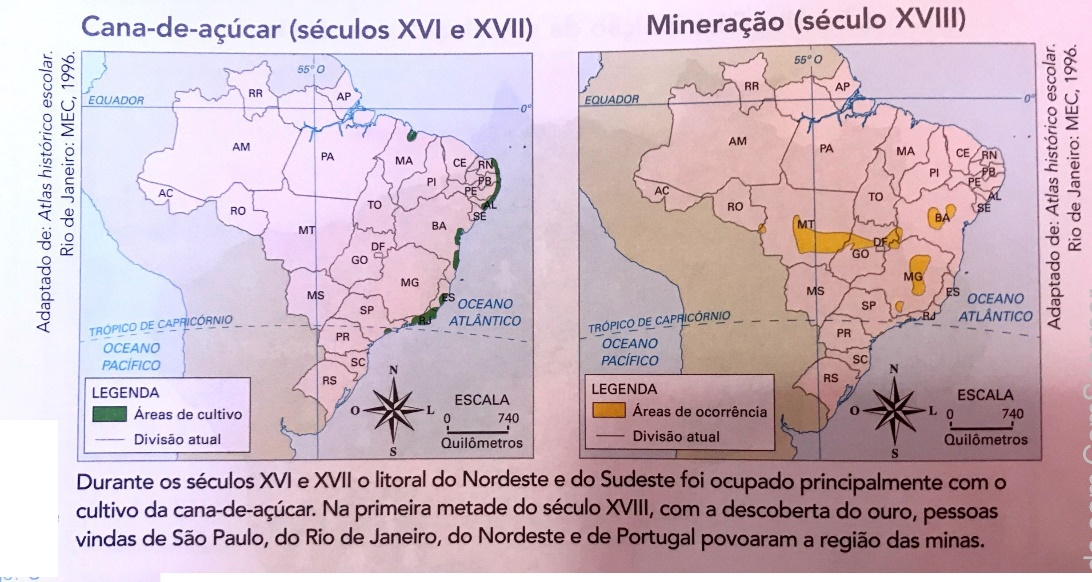 Cana-de-açúcar (séculos XVI e XVII)
Adaptado de: Atlas histórico escolar.
Rio de Janeiro: MEC, 1996.
55° O
EQUADOR
0°
RR
AP
AM
PA
MA
CE
RN
PB
PE
AL
SE
PI
AC
RO
TO
BA
MT
DF
GO
MG
MS
ES
SP
RJ
PR
SC
RS
OCEANO
ATLÂNTICO
TRÓPICO DE CAPRICÓRNIO
OCEANO
PACÍFICO
LEGENDA
Áreas de cultivo
Divisão atual
N
O
L
S
ESCALA
0 740
Quilômetros
Mineração (século XVIII)
Adaptado de: Atlas histórico escolar.
Rio de Janeiro: MEC, 1996.
55° O
EQUADOR
0°
RR
AP
AM
PA
MA
CE
RN
PB
PE
AL
SE
PI
AC
RO
TO
BA
MT
DF
GO
MG
MS
ES
SP
RJ
PR
SC
RS
OCEANO
ATLÂNTICO
TRÓPICO DE CAPRICÓRNIO
OCEANO
PACÍFICO
LEGENDA
Áreas de ocorrência
Divisão atual
N
O
L
S
ESCALA
0 740
Quilômetros
Durante os séculos XVI e XVII o litoral do Nordeste e do Sudeste foi ocupado principalmente com o
cultivo da cana-de-açúcar. Na primeira metade do século XVIII, com a descoberta do ouro, pessoas
vindas de São Paulo, do Rio de Janeiro, do Nordeste e de Portugal povoaram a região das minas.